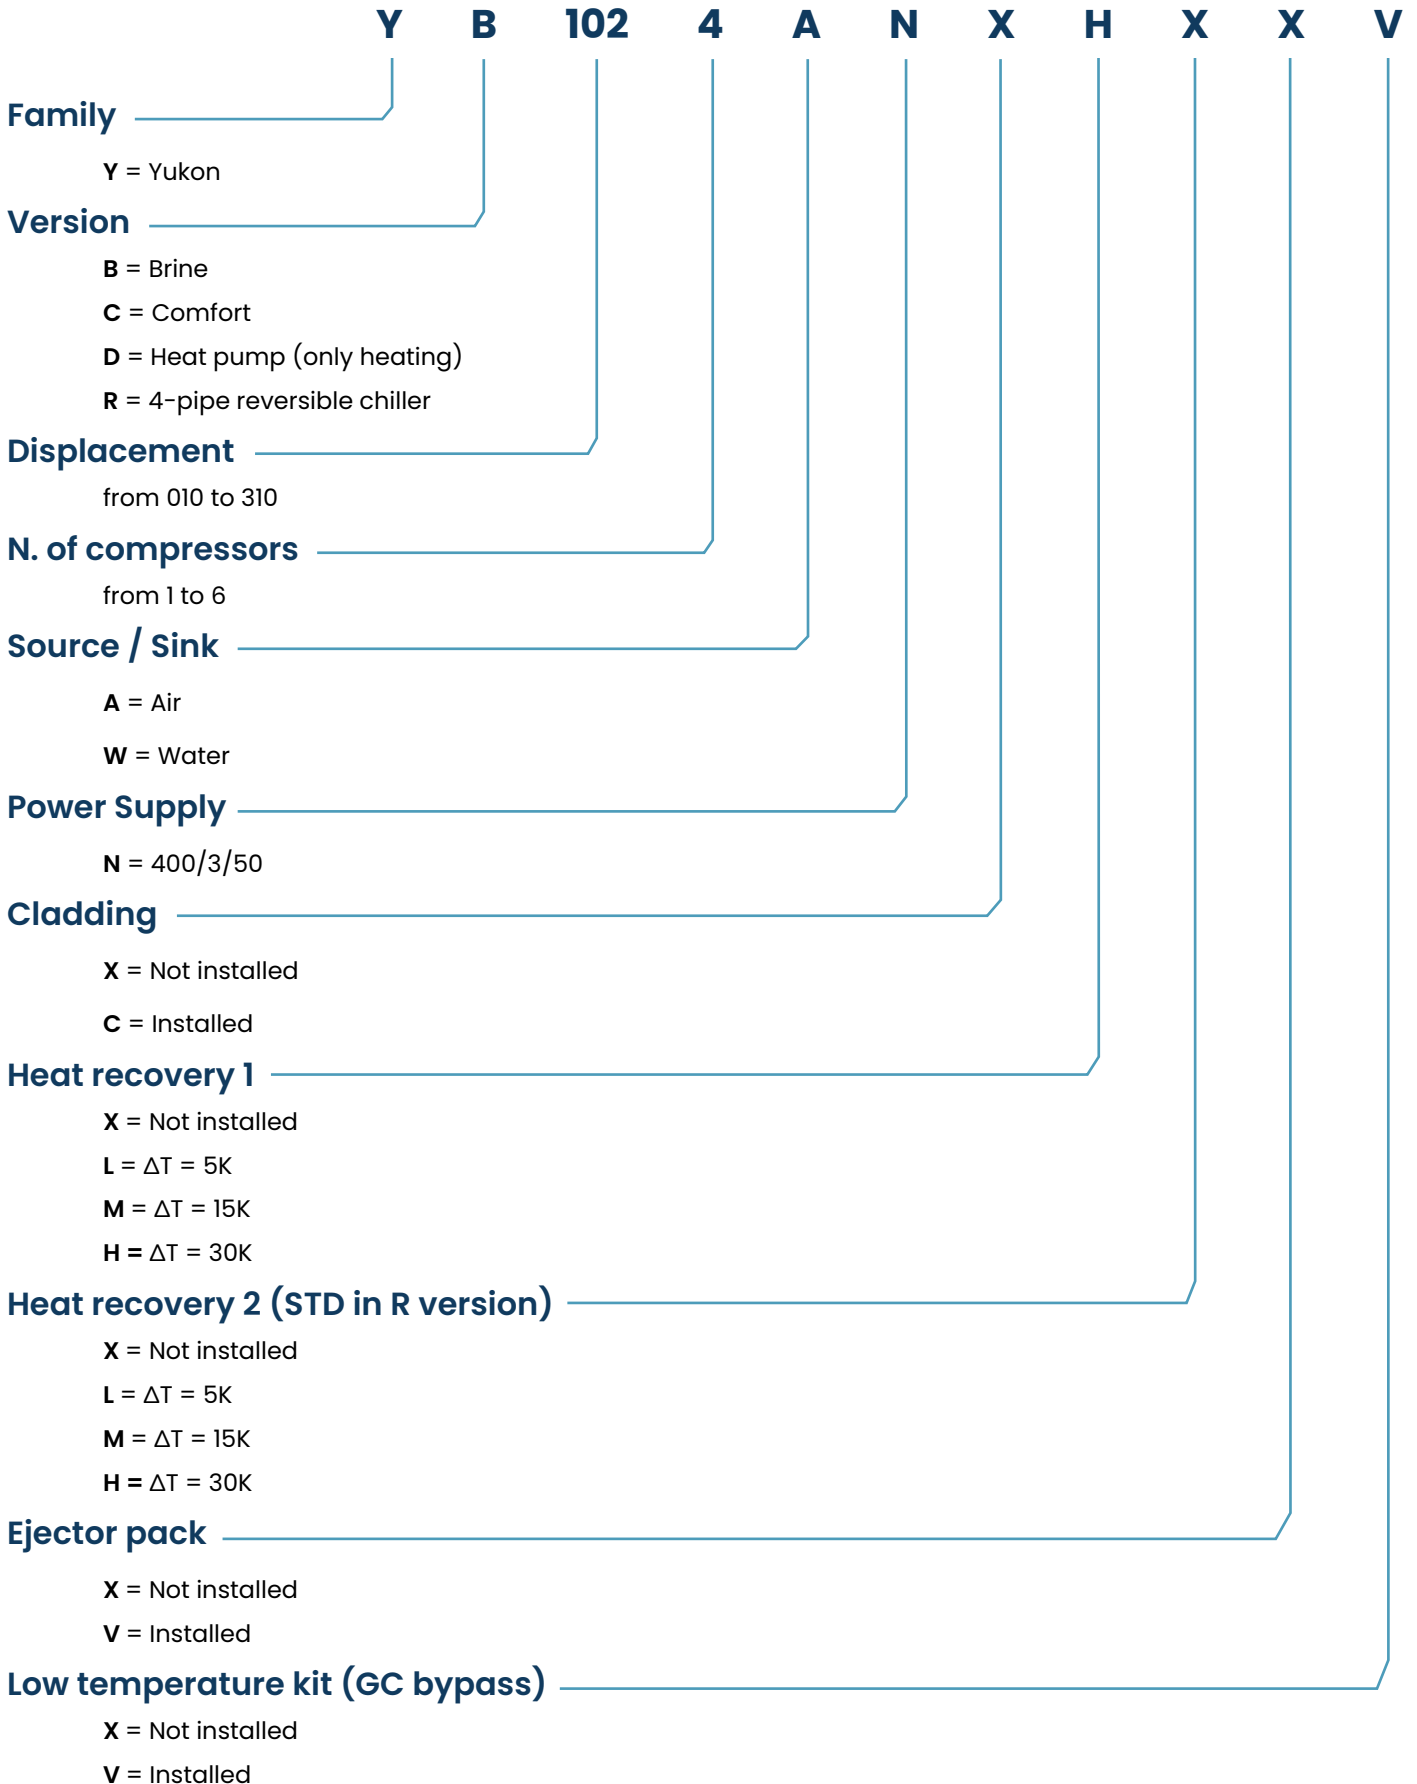 Y B 102 4 A N X H X X V
Family
Y = Yukon
Version
B = Brine
C = Comfort
D = Heat pump (only heating)
R = 4-pipe reversible chiller
Displacement
from 010 to 310
N. of compressors
from 1 to 6
Source / Sink
A = Air
W = Water
Power Supply
N = 400/3/50
Cladding
X = Not installed
C = Installed
Heat recovery 1
X = Not installed
L = ΔT = 5K
M = ΔT = 15K
H = ΔT = 30K
Heat recovery 2 (STD in R version)
X = Not installed
L = ΔT = 5K
M = ΔT = 15K
H = ΔT = 30K
Ejector pack
X = Not installed
V = Installed
Low temperature kit (GC bypass)
X = Not installed
V = Installed